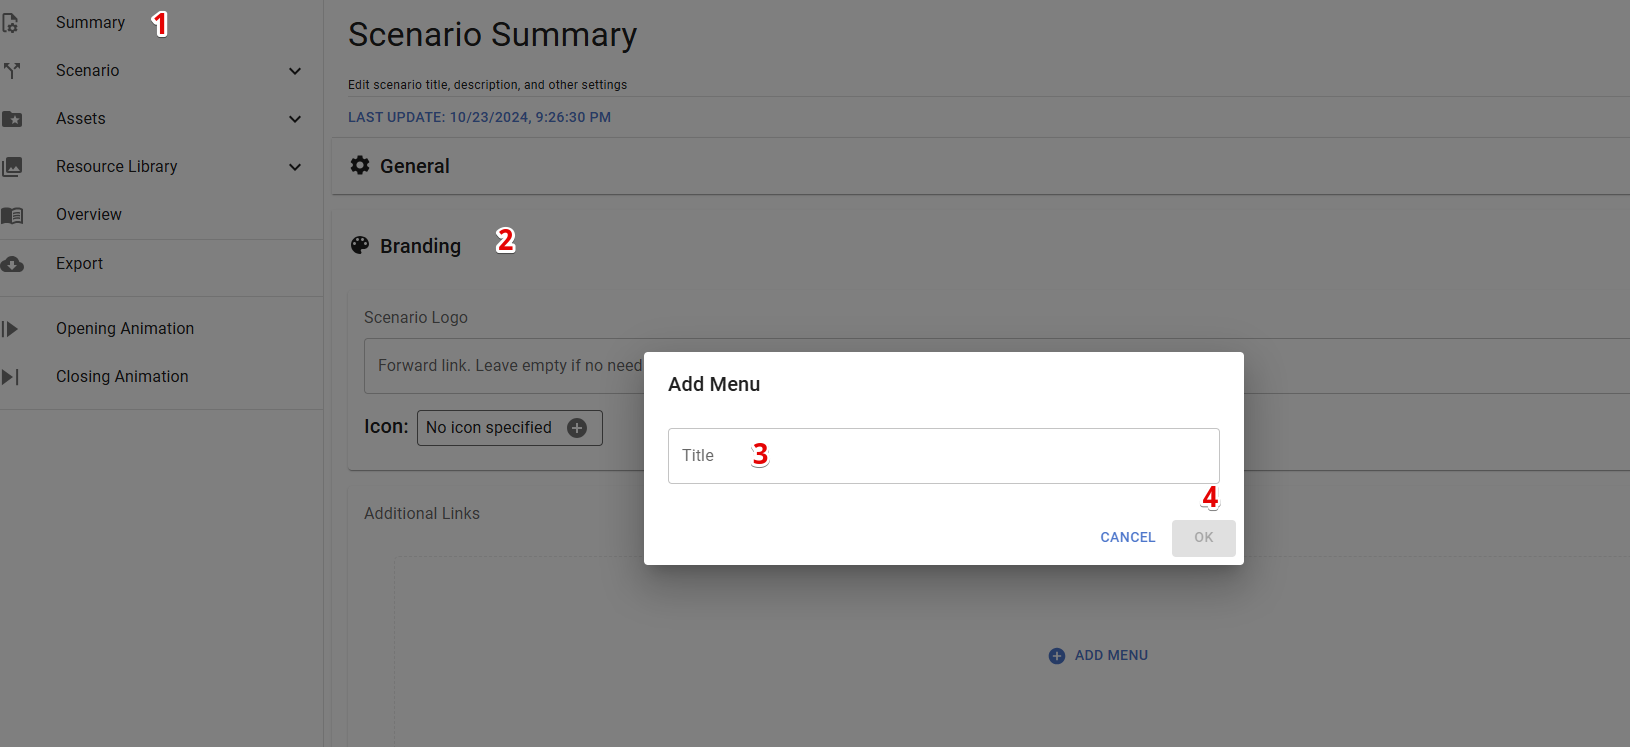 Summary 1
Scenario
Assets
Resource Library
Overview
Export
Opening Animation
Closing Animation
Scenario Summary
Edit scenario title, description, and other settings
LAST UPDATE: 10/23/2024, 9:26:30 PM
General
Branding 2
Scenario Logo
Forward link. Leave empty if no need
Icon: No icon specified
Additional Links
ADD MENU
Add Menu
Title 3
4
CANCEL OK